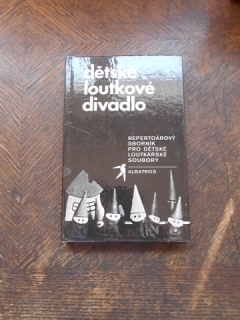 dětské
loutkové
divadlo
REPERTOÁROVÝ
SBORNÍK
PRO DĚTSKÉ
LOUTKÁŘSKÉ
SOUBORY
ALBATROS